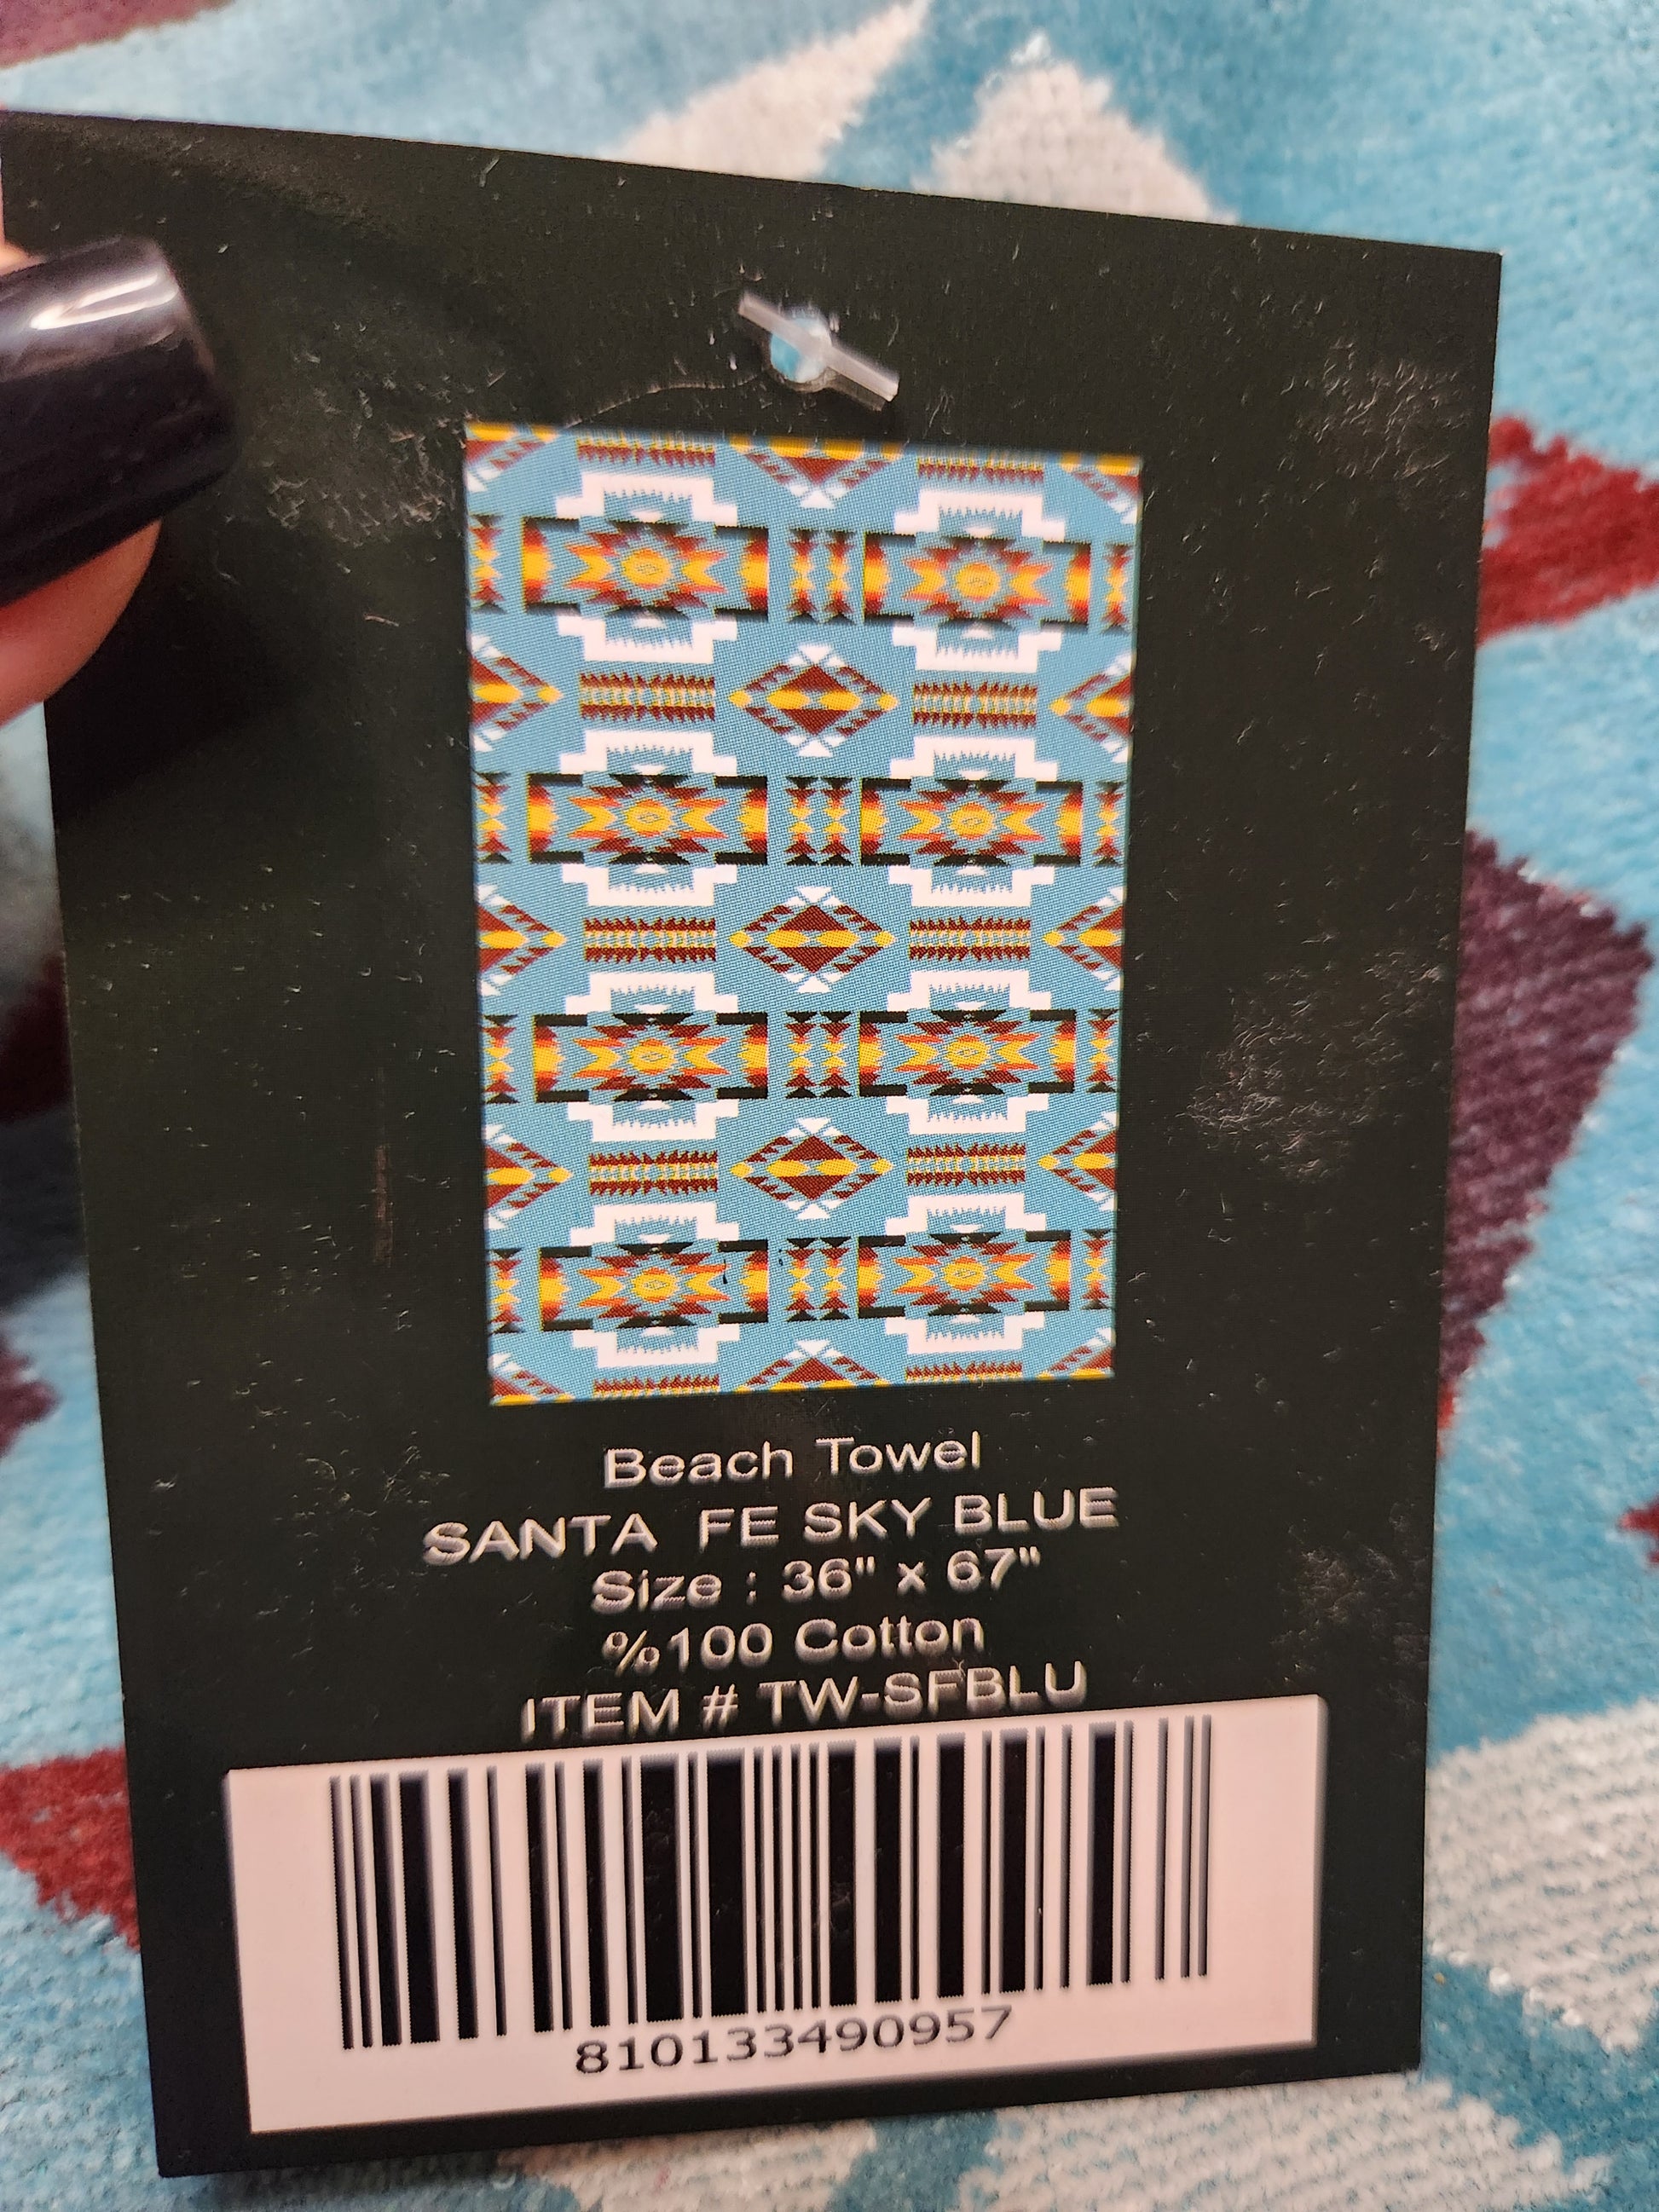 Beach Towel
SANTA FE SKY BLUE
Size : 36" x 67"
%100 Cotton
ITEM # TW-SFBLU
810133490957